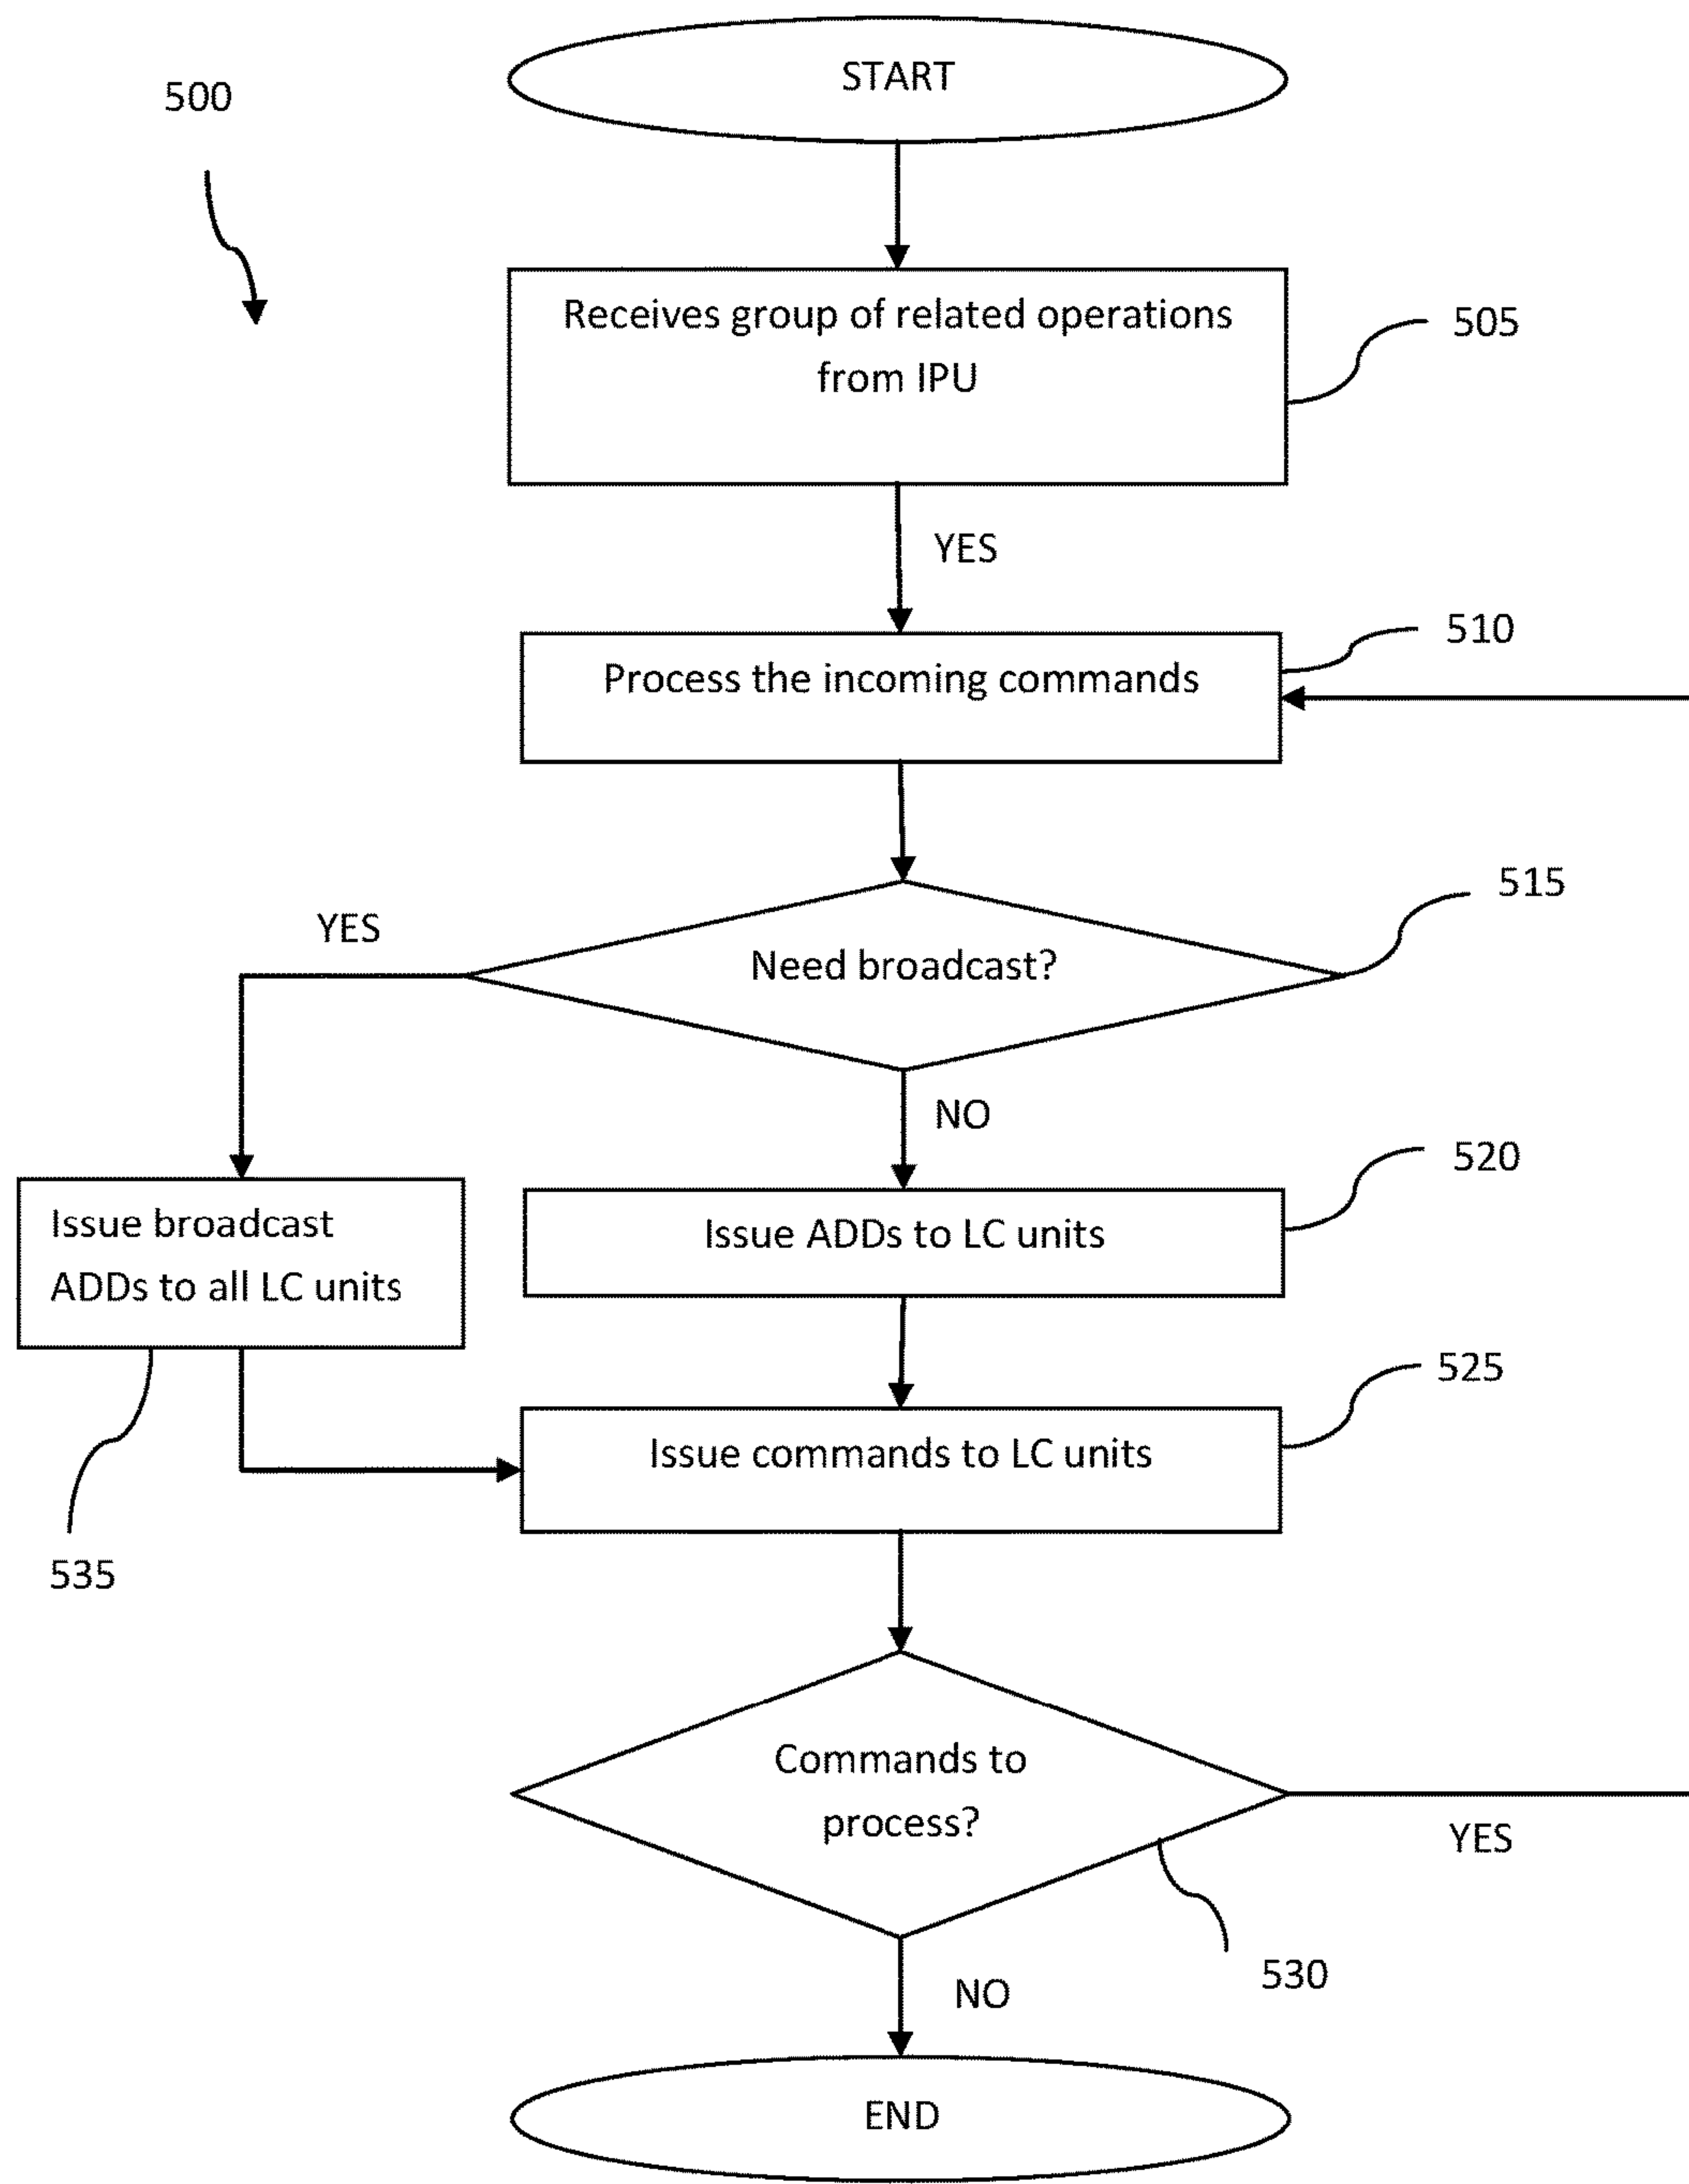 START
500
Receives group of related operations
from IPU
505
YES
510
Process the incoming commands
515
YES
Need broadcast?
NO
520
Issue broadcast
ADDs to all LC units
Issue ADDs to LC units
525
Issue commands to LC units
535
Commands to
process?
YES
530
NO
END